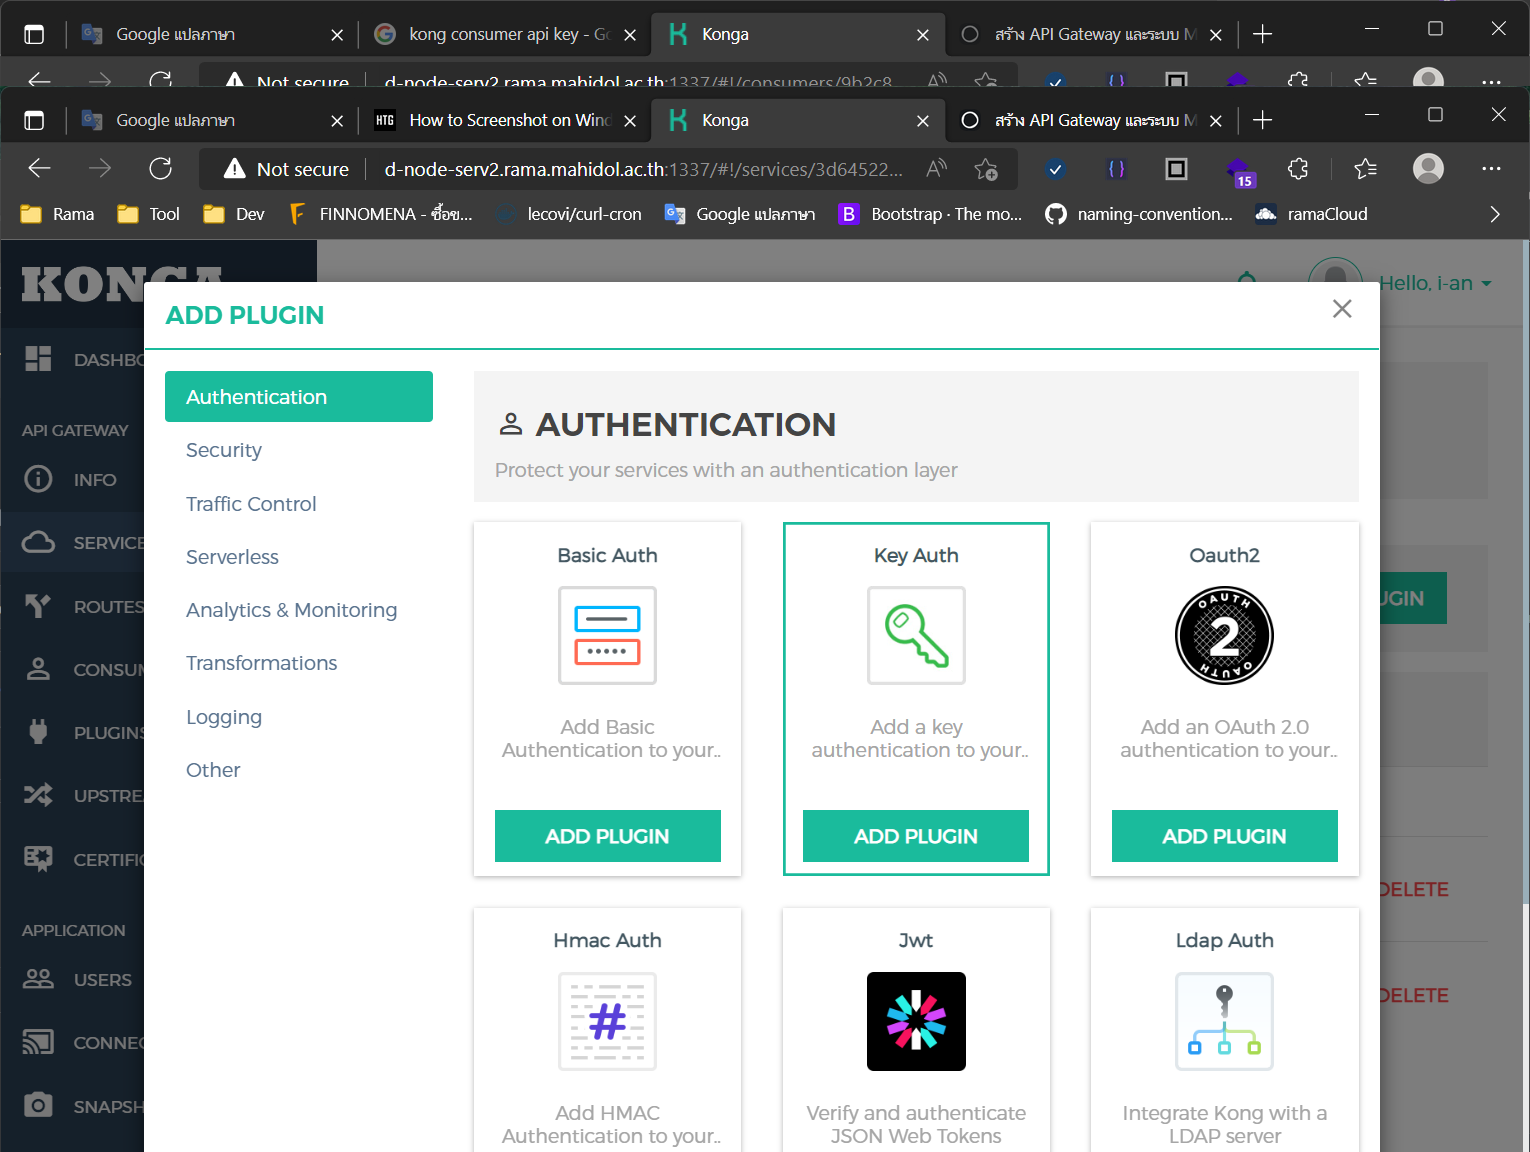 Google แปลภาษา
kong consumer api key - Go
Konga
สร้าง API Gateway และระบบ M
Not secure
d-node-serv2.rama.mahidol.ac.th:1337/#!/consumers/9b2c8
Google แปลภาษา
HTG How to Screenshot on Wind
Konga
สร้าง API Gateway และระบบ M
Not secure
d-node-serv2.rama.mahidol.ac.th:1337/#!/services/3d64522...
15
Rama
Tool
Dev
FINNOMENA - ซื้อข...
lecovi/curl-cron
Google แปลภาษา
B Bootstrap · The mo...
naming-convention...
ramaCloud
KONGA
Hello, i-an
ADD PLUGIN
DASHBO
API GATEWAY
INFO
SERVICE
ROUTES
CONSUM
PLUGINS
UPSTREA
CERTIFIC
APPLICATION
USERS
CONNEC
SNAPSH
Authentication
Security
Traffic Control
Serverless
Analytics & Monitoring
Transformations
Logging
Other
AUTHENTICATION
Protect your services with an authentication layer
Basic Auth
Add Basic
Authentication to your..
ADD PLUGIN
Key Auth
Add a key
authentication to your..
ADD PLUGIN
Oauth2
OAUTH
2
OAUTH
Add an OAuth 2.0
authentication to your..
ADD PLUGIN
Hmac Auth
#
Add HMAC
Authentication to your..
Jwt
Verify and authenticate
JSON Web Tokens
Ldap Auth
Integrate Kong with a
LDAP server
UGIN
DELETE
DELETE